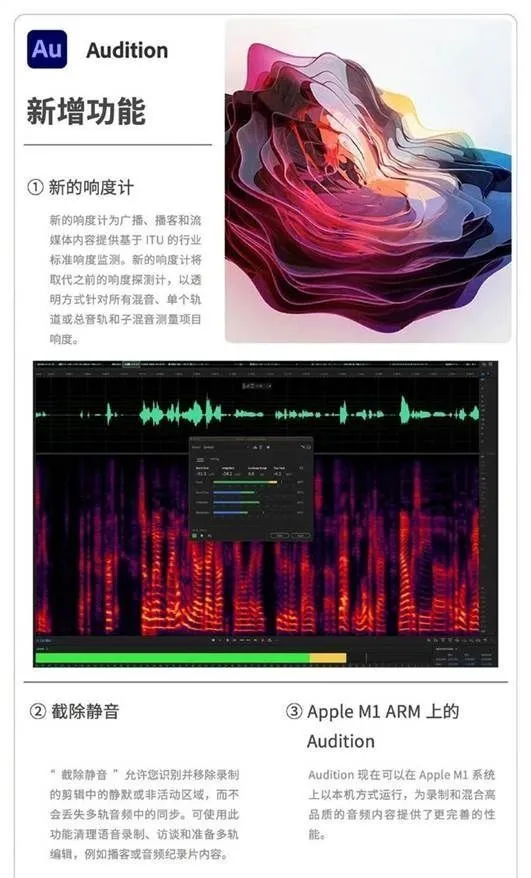 Au
Audition
新增功能
① 新的响度计
新的响度计为广播、播客和流
媒体内容提供基于 ITU 的行业
标准响度监测。新的响度计将
取代之前的响度探测计，以透
明方式针对所有混音、单个轨
道或总音轨和子混音测量项目
响度。
② 截除静音
“截除静音 ”允许您识别并移除录制
的剪辑中的静默或非活动区域，而不
会丢失多轨音频中的同步。可使用此
功能清理语音录制、访谈和准备多轨
编辑，例如播客或音频纪录片内容。
③ Apple M1 ARM 上的
Audition
Audition 现在可以在 Apple M1 系统
上以本机方式运行，为录制和混合高
品质的音频内容提供了更完善的性
能。